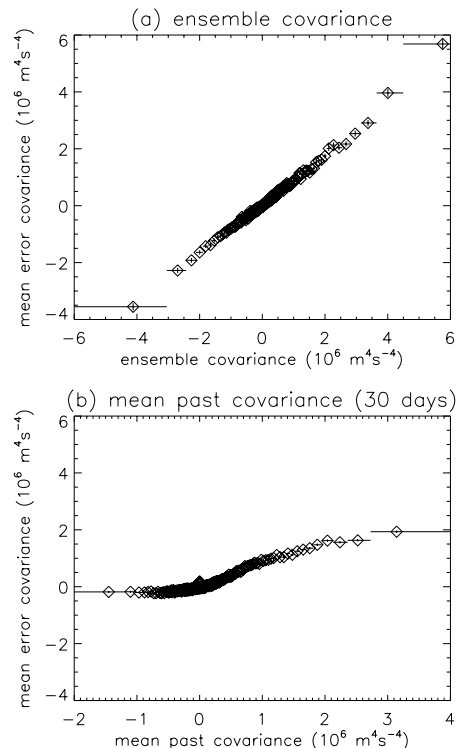 (a) ensemble covariance
mean error covariance (10⁶ m⁴s⁻⁴)
6
4
2
0
−2
−4
−6 −4 −2 0 2 4 6
ensemble covariance (10⁶ m⁴s⁻⁴)
(b) mean past covariance (30 days)
mean error covariance (10⁶ m⁴s⁻⁴)
6
4
2
0
−2
−4
−2 −1 0 1 2 3 4
mean past covariance (10⁶ m⁴s⁻⁴)